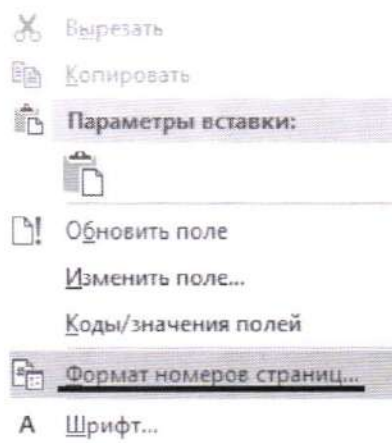 Вырезать
Копировать
Параметры вставки:
Обновить поле
Изменить поле...
Коды/значения полей
Формат номеров страниц...
А Шрифт...